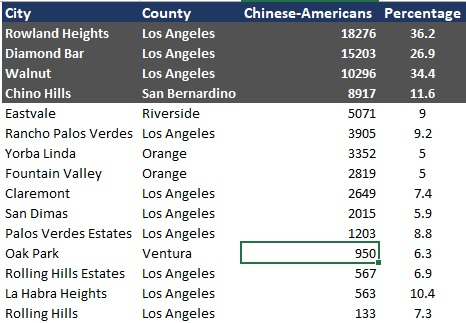 City County Chinese-Americans Percentage
Rowland Heights Los Angeles 18276 36.2
Diamond Bar Los Angeles 15203 26.9
Walnut Los Angeles 10296 34.4
Chino Hills San Bernardino 8917 11.6
Eastvale Riverside 5071 9
Rancho Palos Verdes Los Angeles 3905 9.2
Yorba Linda Orange 3352 5
Fountain Valley Orange 2819 5
Claremont Los Angeles 2649 7.4
San Dimas Los Angeles 2015 5.9
Palos Verdes Estates Los Angeles 1203 8.8
Oak Park Ventura 950 6.3
Rolling Hills Estates Los Angeles 567 6.9
La Habra Heights Los Angeles 563 10.4
Rolling Hills Los Angeles 133 7.3